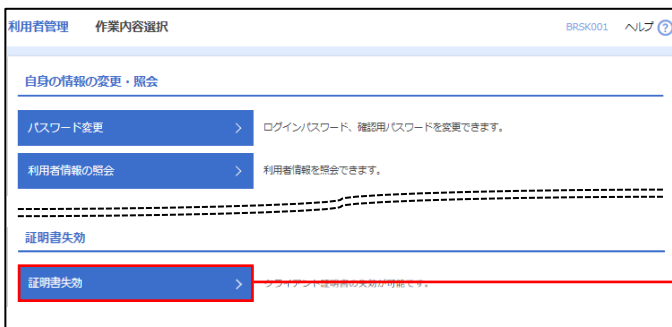 利用者管理 作業内容選択 BRSK001 ヘルプ ?
自身の情報の変更・照会
パスワード変更 ログインパスワード、確認用パスワードを変更できます。
利用者情報の照会 利用者情報を照会できます。
証明書失効
証明書失効 クライアント証明書の失効が可能です。